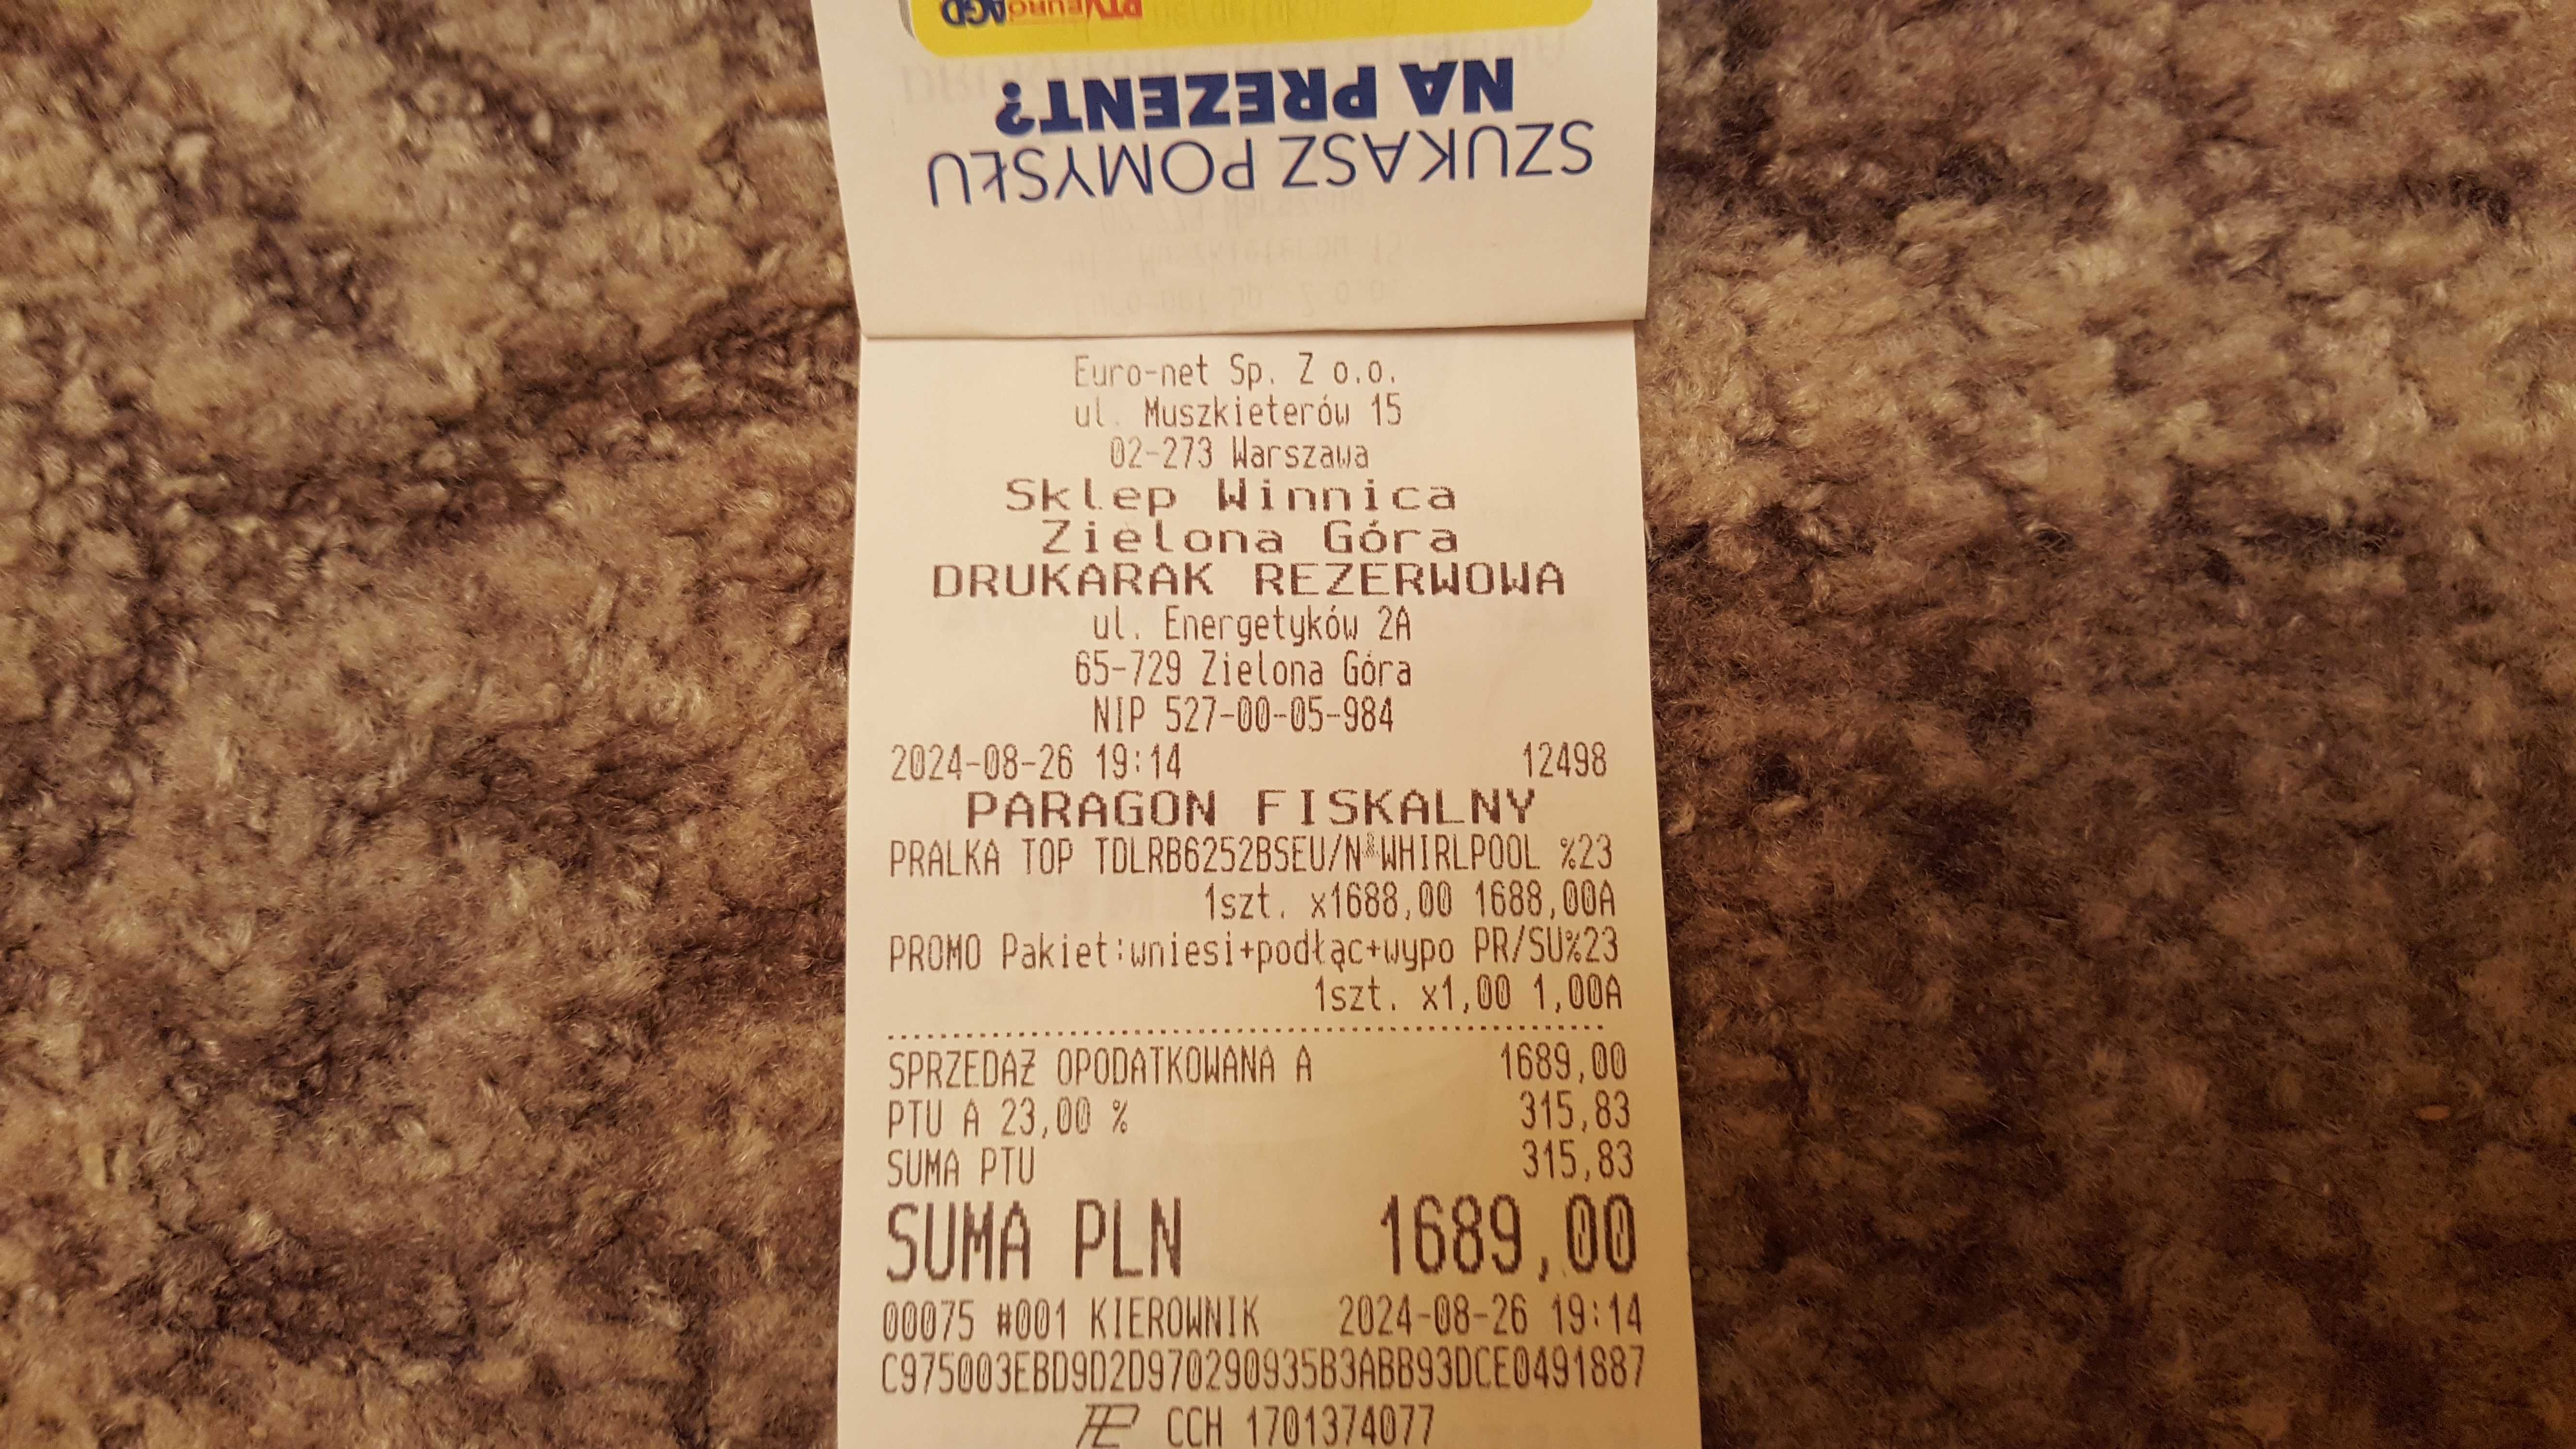 RTV EURO AGD
NA PREZENT?
SZUKASZ POMYSŁU
Euro-net Sp. Z o.o.
ul. Muszkieterów 15
02-273 Warszawa
Sklep Winnica
Zielona Góra
DRUKARAK REZERWOWA
ul. Energetyków 2A
65-729 Zielona Góra
NIP 527-00-05-984
2024-08-26 19:14 12498
PARAGON FISKALNY
PRALKA TOP TDLRB6252BSEU/N&WHIRLPOOL %23
1szt. x1688,00 1688,00A
PROMO Pakiet:wniesi+podłąc+wypo PR/SU%23
1szt. x1,00 1,00A
SPRZEDAŻ OPODATKOWANA A 1689,00
PTU A 23,00 % 315,83
SUMA PTU 315,83
SUMA PLN 1689,00
00075 #001 KIEROWNIK 2024-08-26 19:14
C975003EBD9D2D970290935B3ABB93DCE0491887
CCH 1701374077